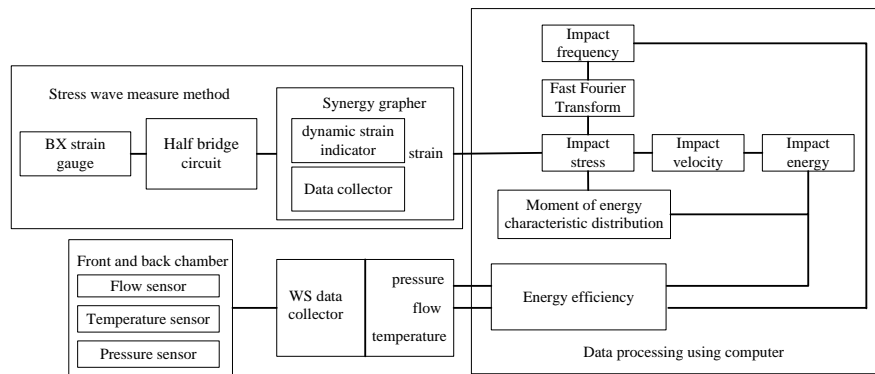 Stress wave measure method
BX strain
gauge
Half bridge
circuit
Synergy grapher
dynamic strain
indicator
strain
Data collector
Impact
frequency
Fast Fourier
Transform
Impact
stress
Impact
velocity
Impact
energy
Moment of energy
characteristic distribution
Front and back chamber
Flow sensor
Temperature sensor
Pressure sensor
WS data
collector
pressure
flow
temperature
Energy efficiency
Data processing using computer